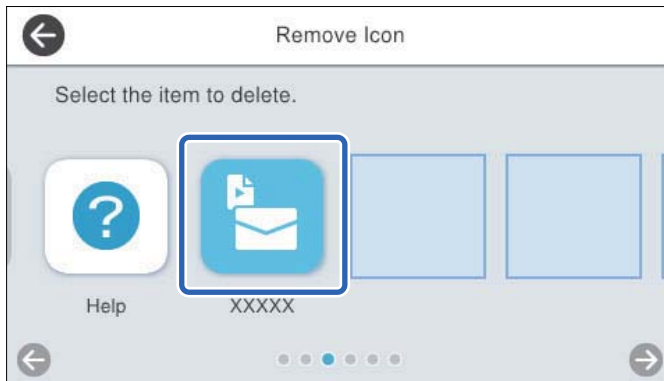 Remove Icon
Select the item to delete.
?
Help
XXXXX